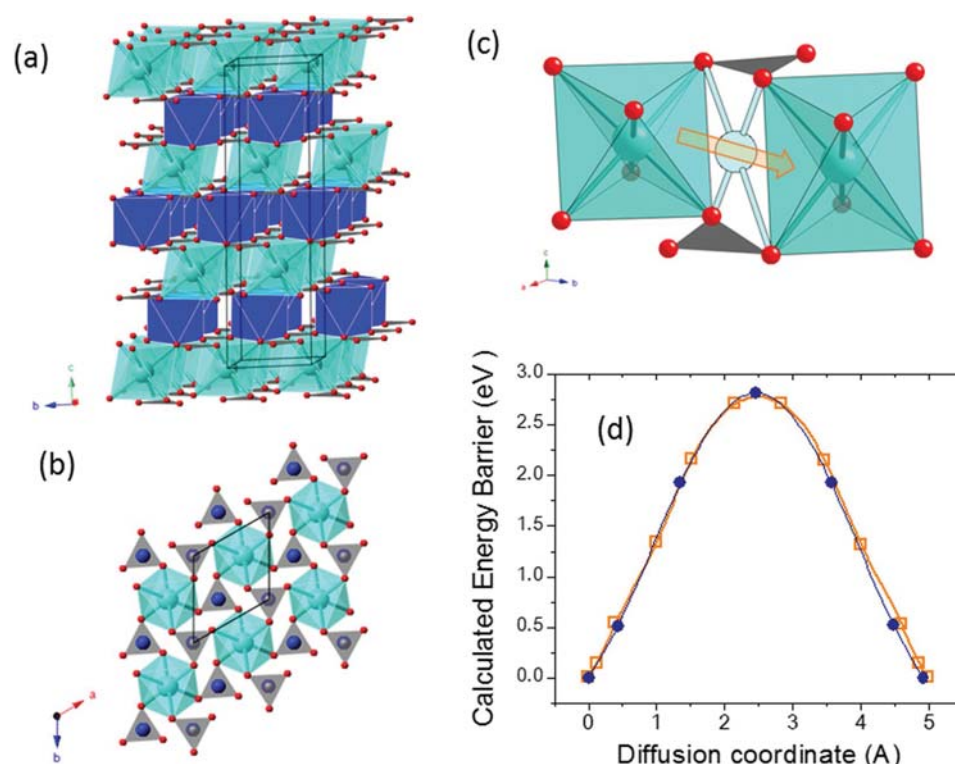 (a)
c
b
(b)
a
b
(c)
c
a
b
(d)
Calculated Energy Barrier (eV)
3.0
2.5
2.0
1.5
1.0
0.5
0.0
0 1 2 3 4 5
Diffusion coordinate (A)